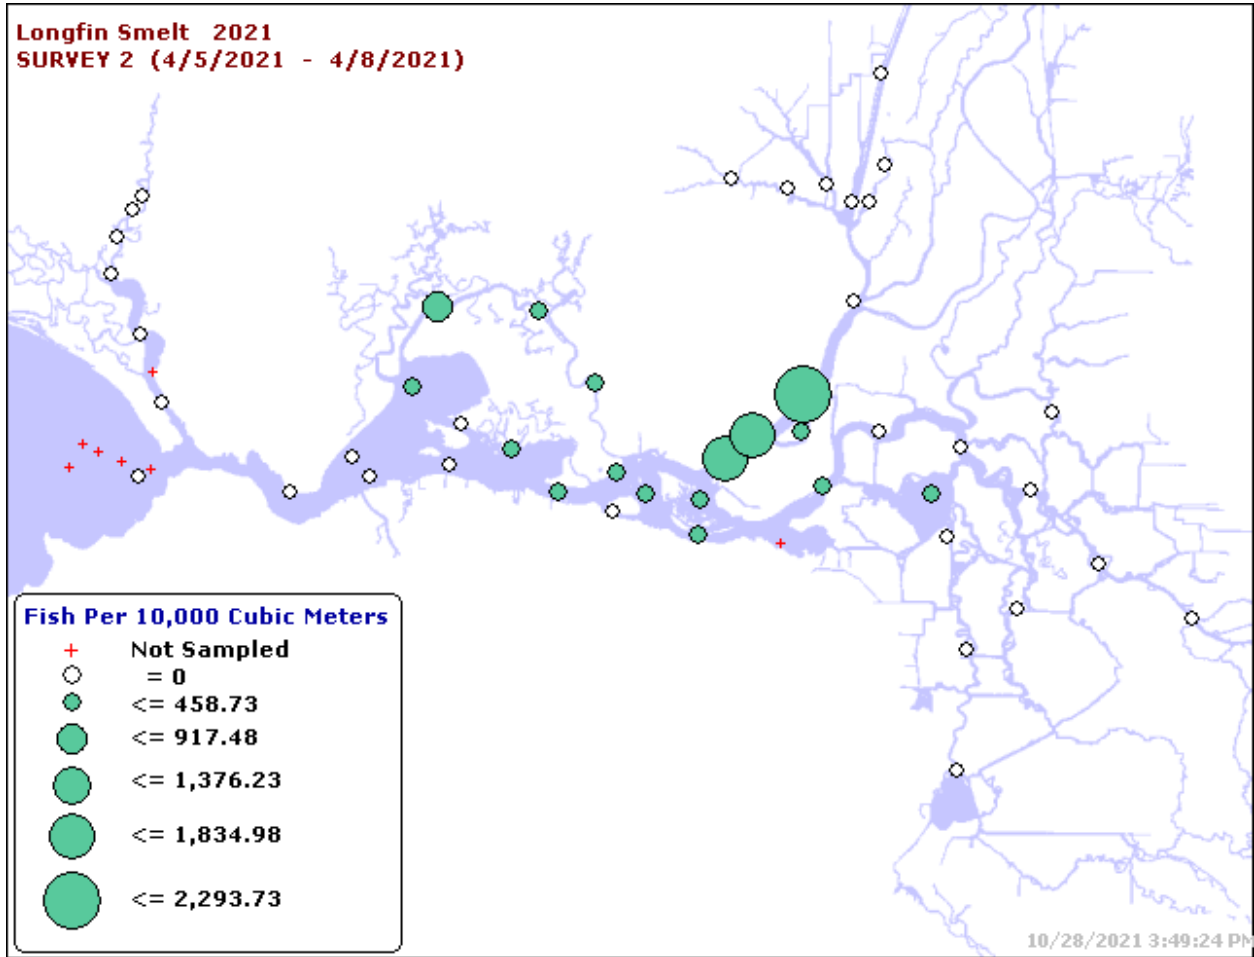 Longfin Smelt 2021
SURVEY 2 (4/5/2021 - 4/8/2021)
Fish Per 10,000 Cubic Meters
Not Sampled
= 0
<= 458.73
<= 917.48
<= 1,376.23
<= 1,834.98
<= 2,293.73
10/28/2021 3:49:24 PM